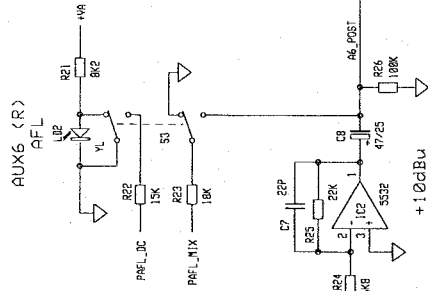 AUX6 (R)
AFL
+VA
R21
8K2
LD2
YL
S3
R22
15K
R23
18K
PAFL_DC
PAFL_MIX
A6_POST
R26
100K
C8
47/25
C7
22P
R25
22K
IC2
5532
1
2
3
-
+
R24
+10dBu